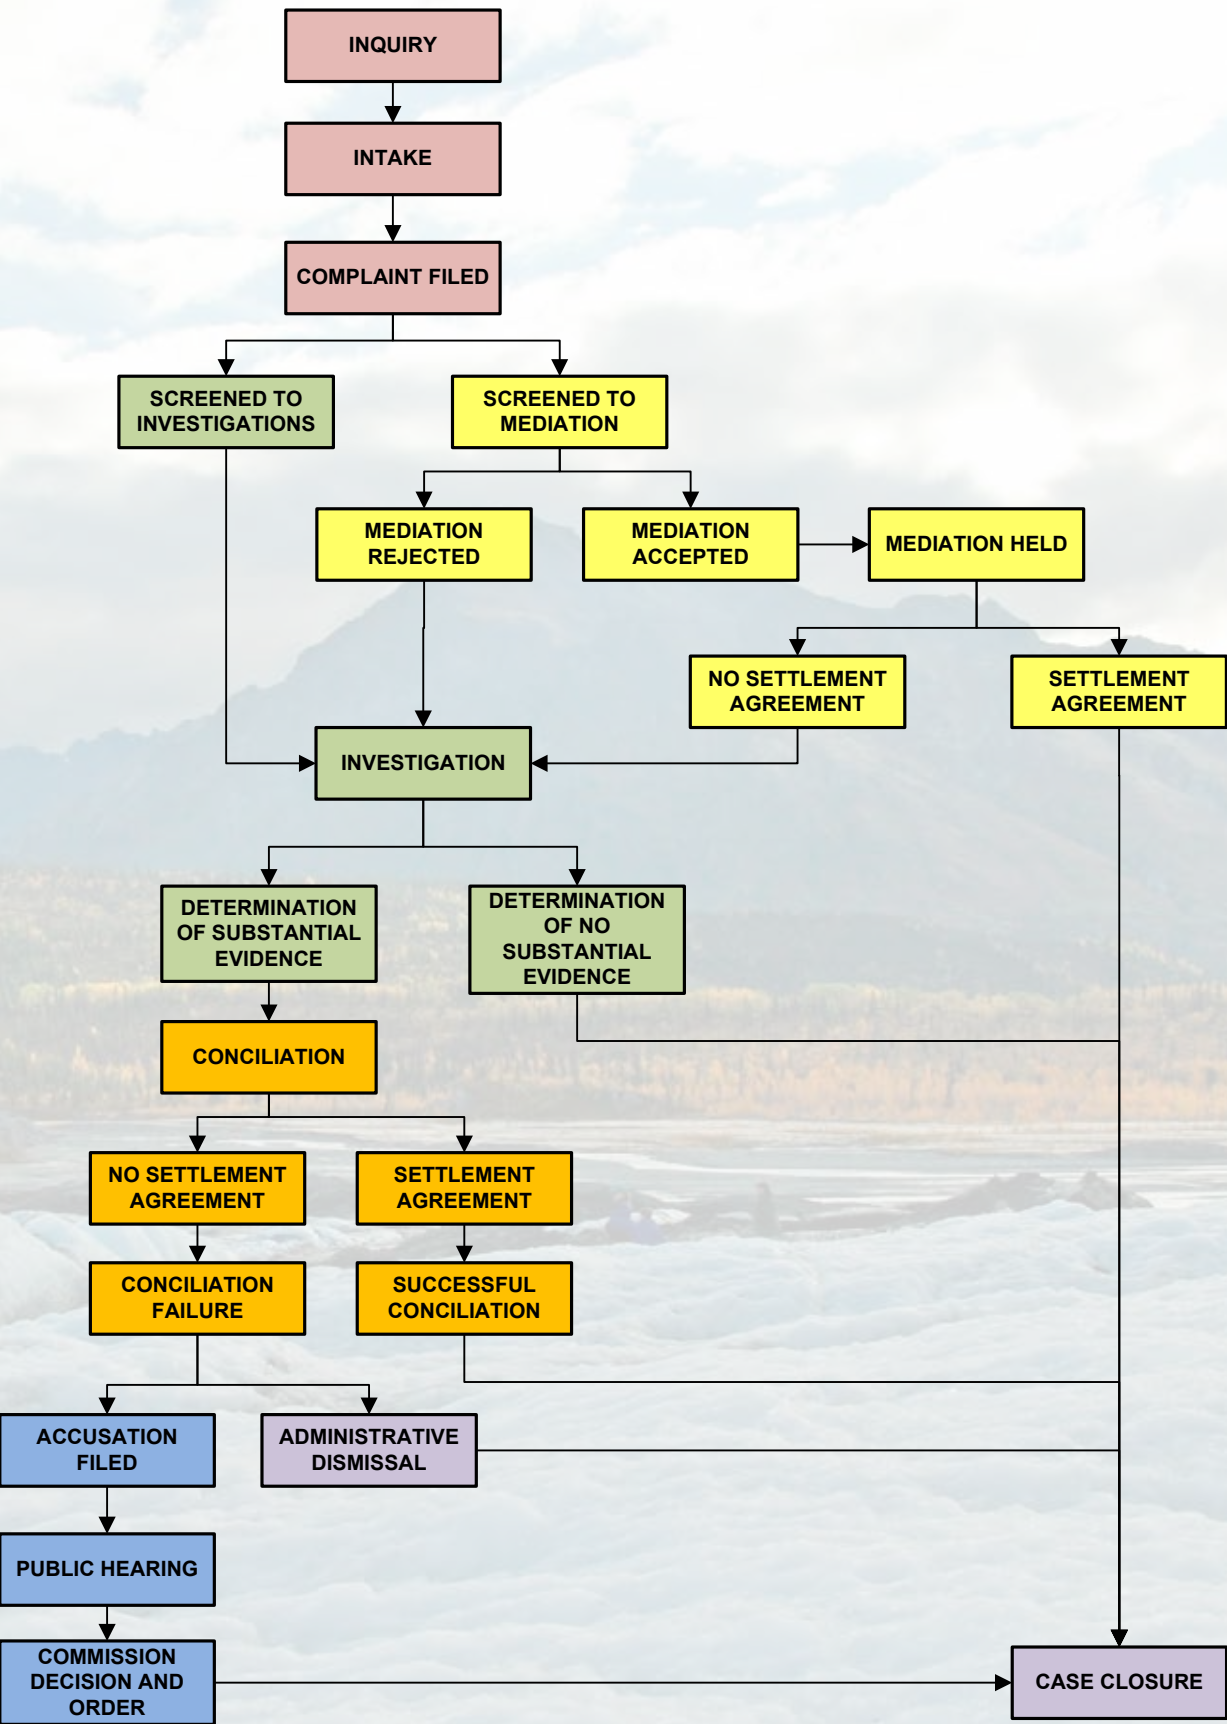 INQUIRY
INTAKE
COMPLAINT FILED
SCREENED TO
INVESTIGATIONS
SCREENED TO
MEDIATION
MEDIATION
REJECTED
MEDIATION
ACCEPTED
MEDIATION HELD
NO SETTLEMENT
AGREEMENT
SETTLEMENT
AGREEMENT
INVESTIGATION
DETERMINATION
OF SUBSTANTIAL
EVIDENCE
DETERMINATION
OF NO
SUBSTANTIAL
EVIDENCE
CONCILIATION
NO SETTLEMENT
AGREEMENT
SETTLEMENT
AGREEMENT
CONCILIATION
FAILURE
SUCCESSFUL
CONCILIATION
ACCUSATION
FILED
ADMINISTRATIVE
DISMISSAL
PUBLIC HEARING
COMMISSION
DECISION AND
ORDER
CASE CLOSURE